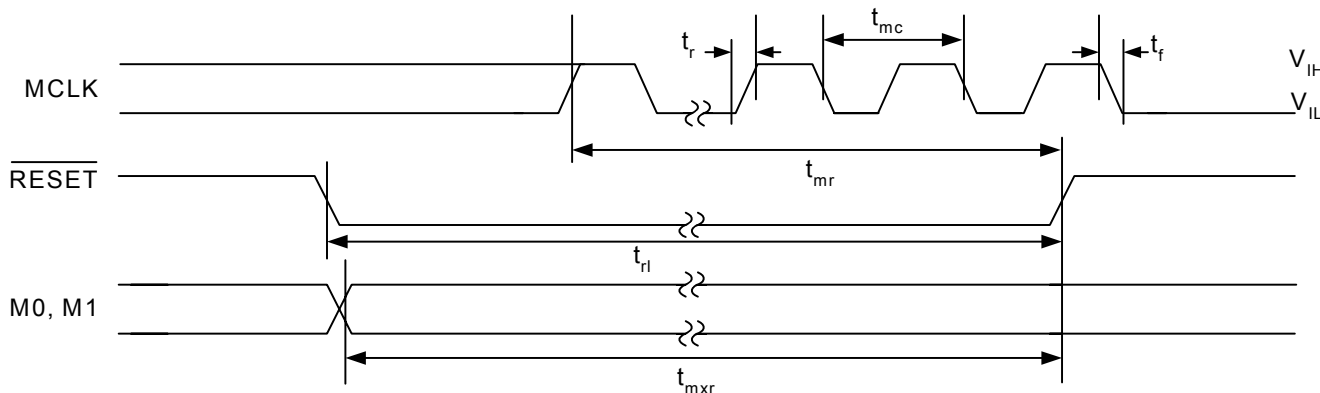 t_r
t_mc
t_f
V_IH
MCLK
V_IL
RESET
t_mr
t_rl
M0, M1
t_mxr